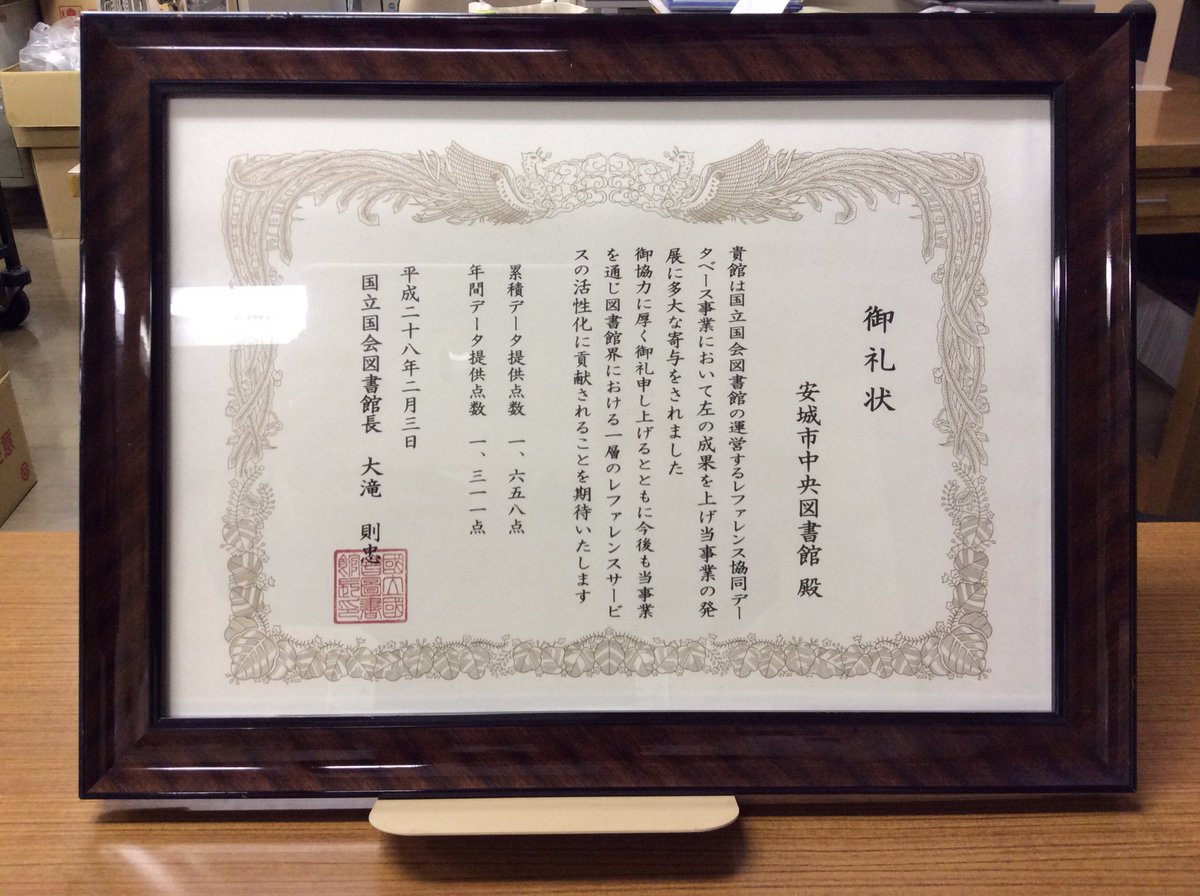 御礼状
安城市中央図書館 殿
貴館は国立国会図書館の運営するレファレンス協同デー
タベース事業において左の成果を上げ当事業の発
展に多大な寄与をされました
御協力に厚く御礼申し上げるとともに今後も当事業
を通じ図書館界における一層のレファレンスサービ
スの活性化に貢献されることを期待いたします
累積データ提供点数 一、六五八点
年間データ提供点数 一、三一一点
平成二十八年二月三日
国立国会図書館長 大滝 則忠
國立國
會圖書
館長印